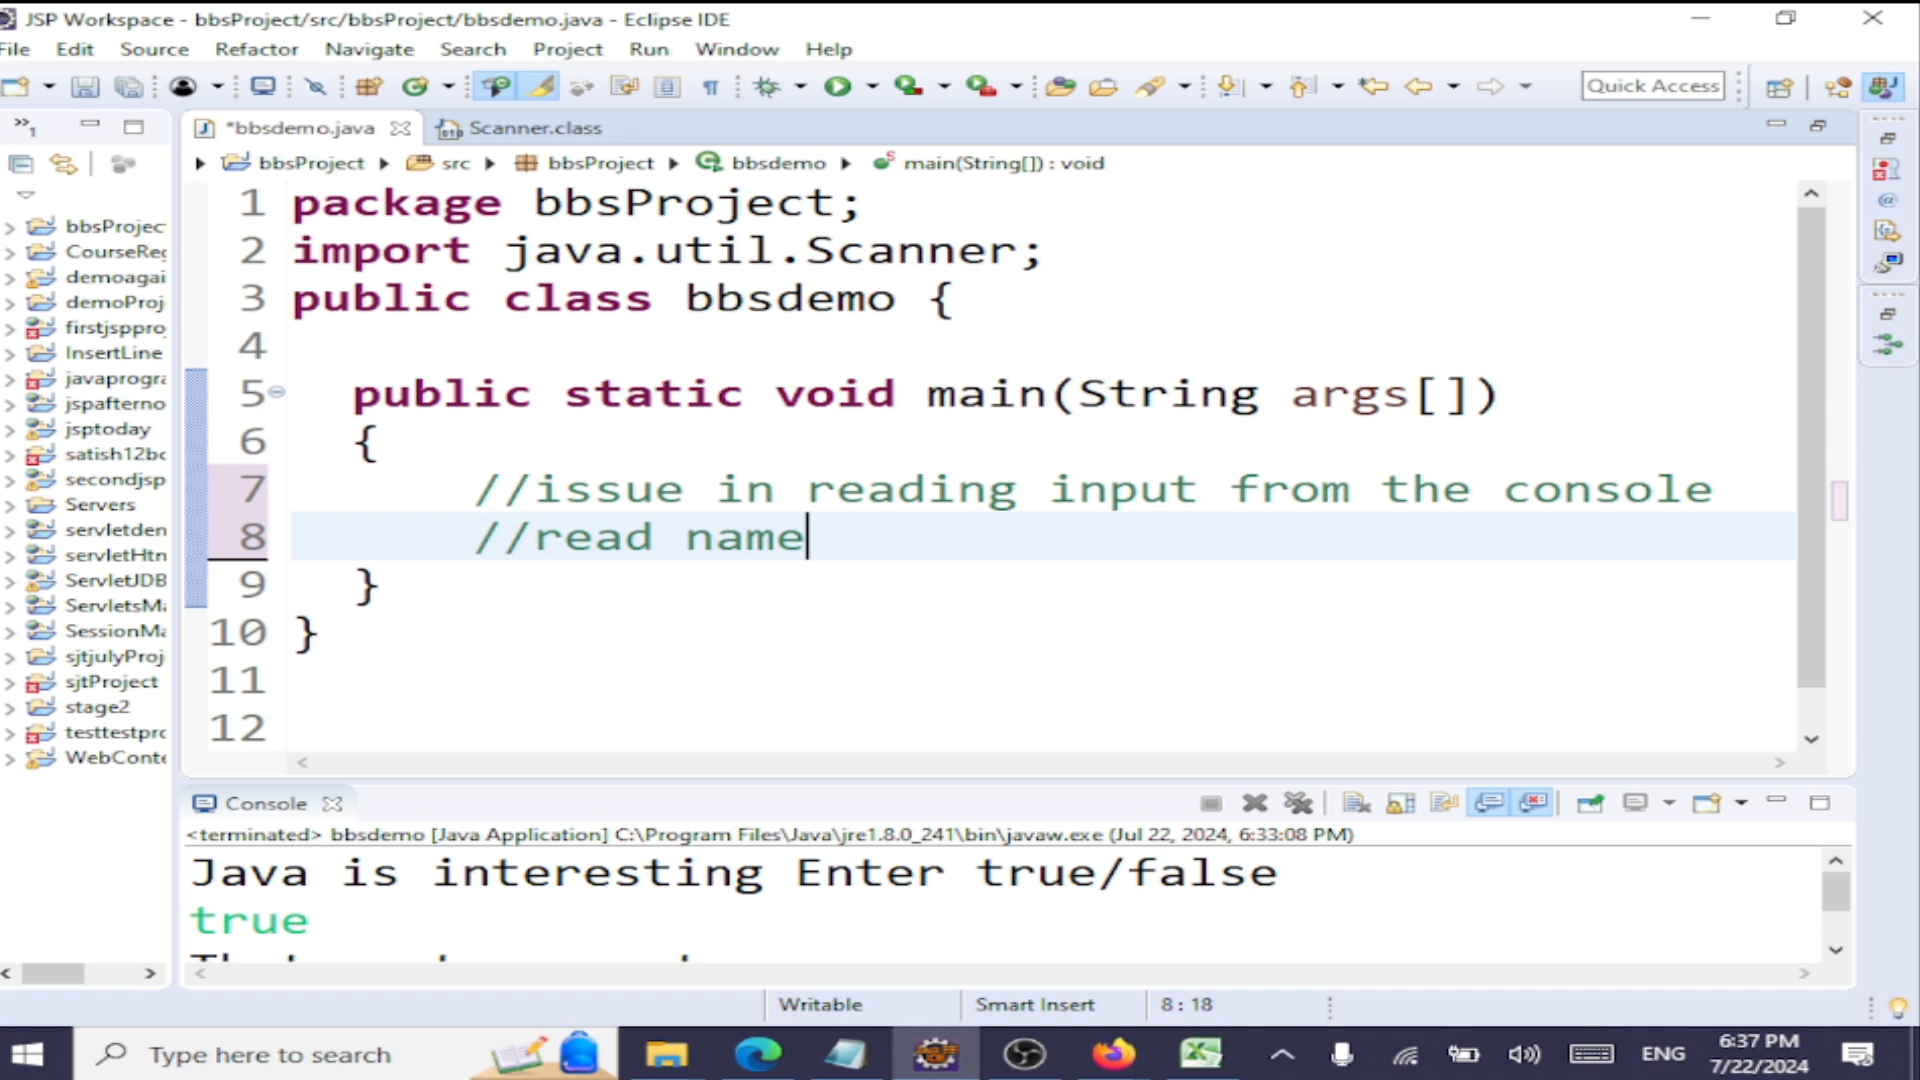 JSP Workspace - bbsProject/src/bbsProject/bbsdemo.java - Eclipse IDE
File Edit Source Refactor Navigate Search Project Run Window Help
Quick Access
*bbsdemo.java Scanner.class
bbsProject src bbsProject bbsdemo main(String[]) : void
bbsProjec
CourseReg
demoagai
demoProj
firstjsppro
InsertLine
javaprogra
jspafterno
jsptoday
satish12bc
secondjsp
Servers
servletden
servletHtn
ServletJDB
ServletsMa
SessionMa
sjtjulyProj
sjtProject
stage2
testtestpro
WebConte
1 package bbsProject;
2 import java.util.Scanner;
3 public class bbsdemo {
4
5 public static void main(String args[])
6 {
7 //issue in reading input from the console
8 //read name
9 }
10 }
11
12
Console
<terminated> bbsdemo [Java Application] C:\Program Files\Java\jre1.8.0_241\bin\javaw.exe (Jul 22, 2024, 6:33:08 PM)
Java is interesting Enter true/false
true
Writable Smart Insert 8 : 18
Type here to search
ENG
6:37 PM
7/22/2024